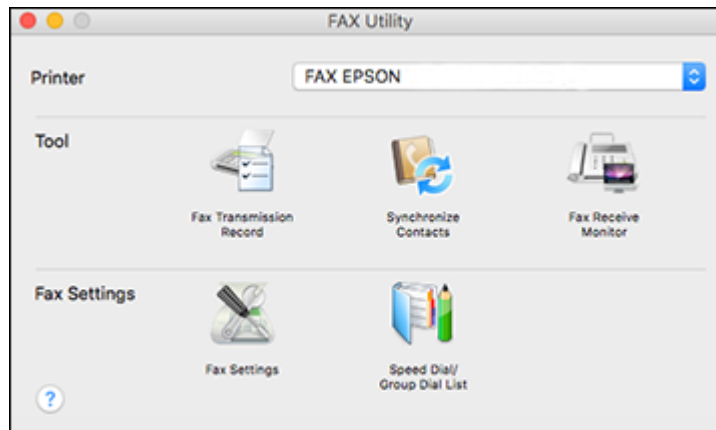 FAX Utility
Printer
FAX EPSON
Tool
Fax Transmission
Record
Synchronize
Contacts
Fax Receive
Monitor
Fax Settings
Fax Settings
Speed Dial/
Group Dial List
?